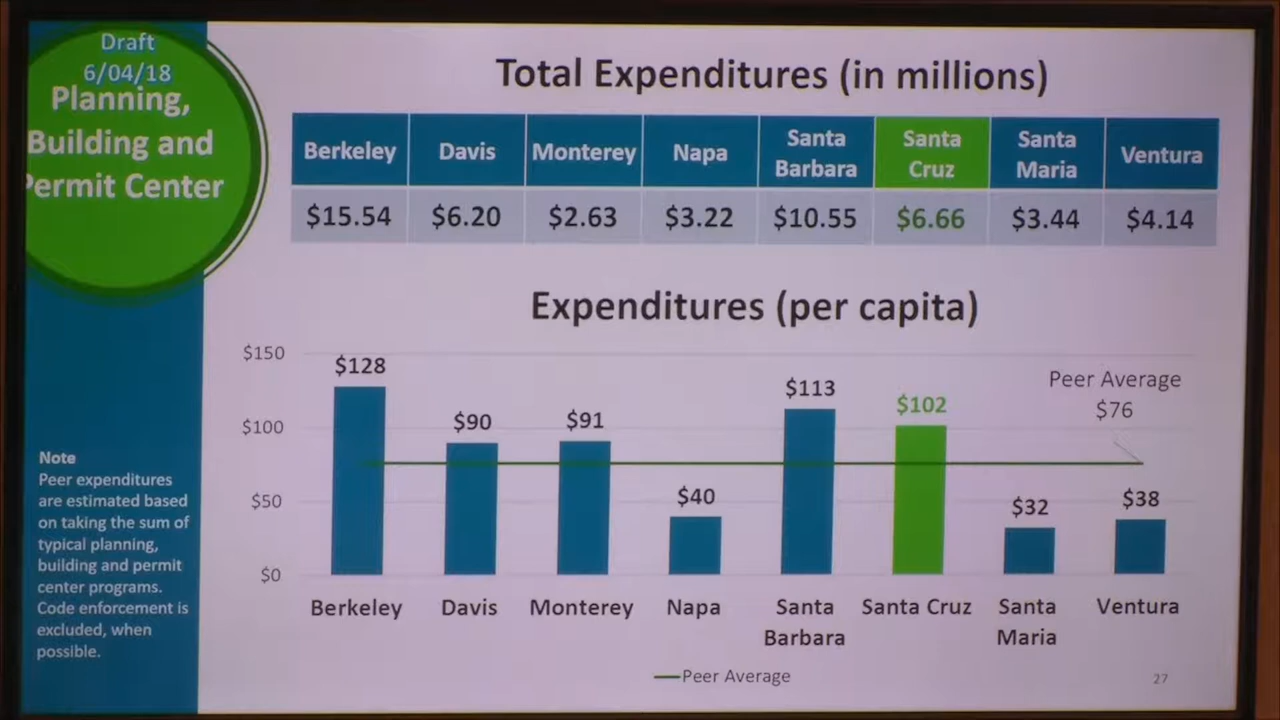 Draft
6/04/18
Planning,
Building and
Permit Center
Total Expenditures (in millions)
Berkeley Davis Monterey Napa Santa Barbara Santa Cruz Santa Maria Ventura
$15.54 $6.20 $2.63 $3.22 $10.55 $6.66 $3.44 $4.14
Expenditures (per capita)
$150
$100
$50
$0
$128
$90
$91
$40
$113
$102
$32
$38
Peer Average
$76
Berkeley Davis Monterey Napa Santa Barbara Santa Cruz Santa Maria Ventura
Peer Average
Note
Peer expenditures
are estimated based
on taking the sum of
typical planning,
building and permit
center programs.
Code enforcement is
excluded, when
possible.
27